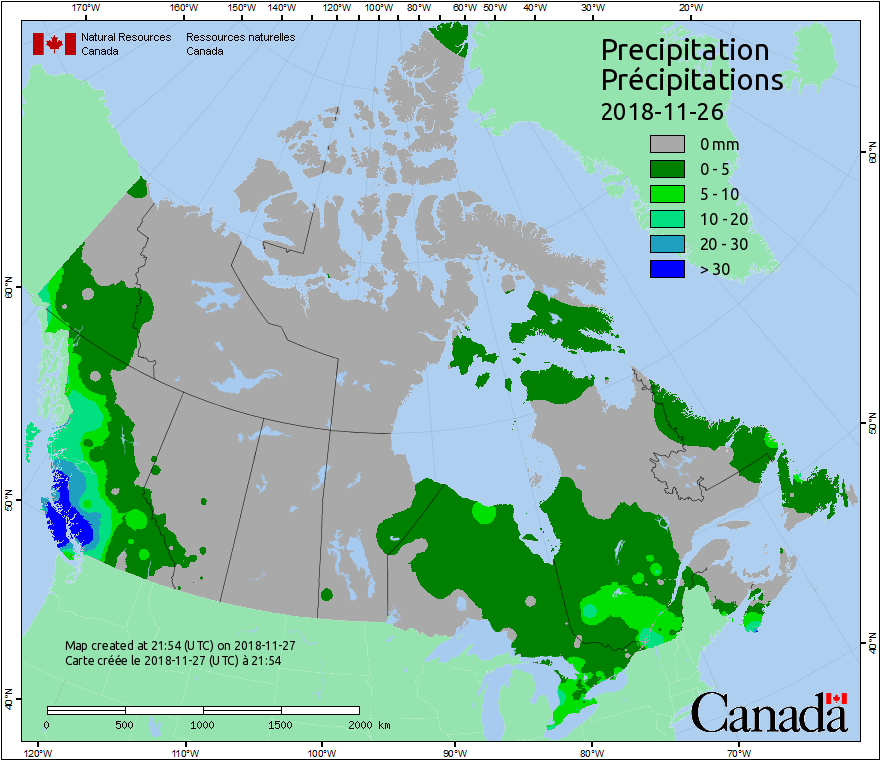 170°W 160°W 150°W 140°W 120°W 100°W 80°W 60°W 50°W 40°W 30°W 20°W
Natural Resources Ressources naturelles
Canada Canada
Precipitation
Précipitations
2018-11-26
0 mm
0 - 5
5 - 10
10 - 20
20 - 30
> 30
60°N
60°N
50°N
50°N
40°N
40°N
Map created at 21:54 (UTC) on 2018-11-27
Carte créée le 2018-11-27 (UTC) à 21:54
0 500 1000 1500 2000 km
Canada
120°W 110°W 100°W 90°W 80°W 70°W